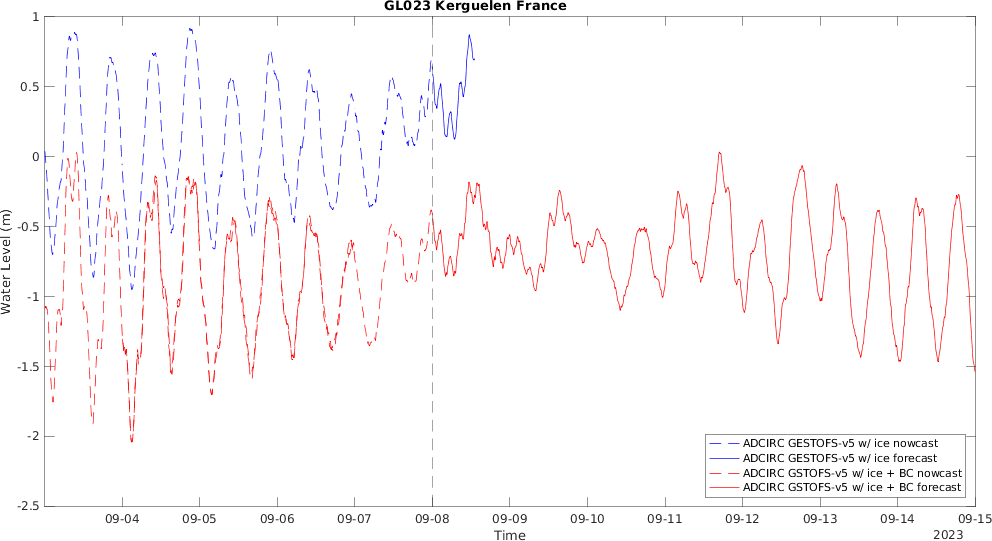 GL023 Kerguelen France
Water Level (m)
1
0.5
0
-0.5
-1
-1.5
-2
-2.5
09-04 09-05 09-06 09-07 09-08 09-09 09-10 09-11 09-12 09-13 09-14 09-15
Time
2023
ADCIRC GESTOFS-v5 w/ ice nowcast
ADCIRC GESTOFS-v5 w/ ice forecast
ADCIRC GSTOFS-v5 w/ ice + BC nowcast
ADCIRC GSTOFS-v5 w/ ice + BC forecast